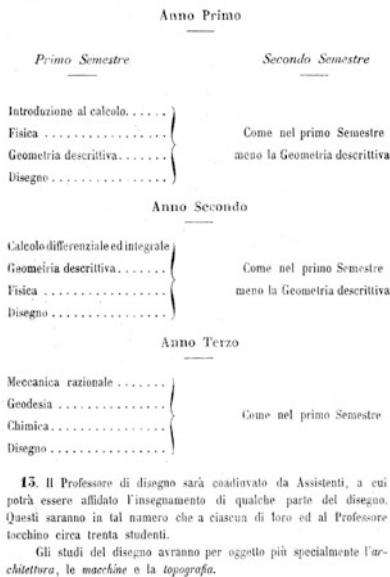 Anno Primo
Primo Semestre Secondo Semestre
Introduzione al calcolo......
Fisica ................
Geometria descrittiva.......
Disegno ...............
Come nel primo Semestre
meno la Geometria descrittiva
Anno Secondo
Calcolo differenziale ed integrale
Geometria descrittiva.......
Fisica ................
Disegno ...............
Come nel primo Semestre
meno la Geometria descrittiva
Anno Terzo
Meccanica razionale .......
Geodesia ..............
Chimica...............
Disegno ...............
Come nel primo Semestre
13. Il Professore di disegno sarà coadiuvato da Assistenti, a cui
potrà essere affidato l'insegnamento di qualche parte del disegno.
Questi saranno in tal numero che a ciascun di loro ed al Professore
tocchino circa trenta studenti.
Gli studi del disegno avranno per oggetto più specialmente l'ar-
chitettura, le macchine e la topografia.